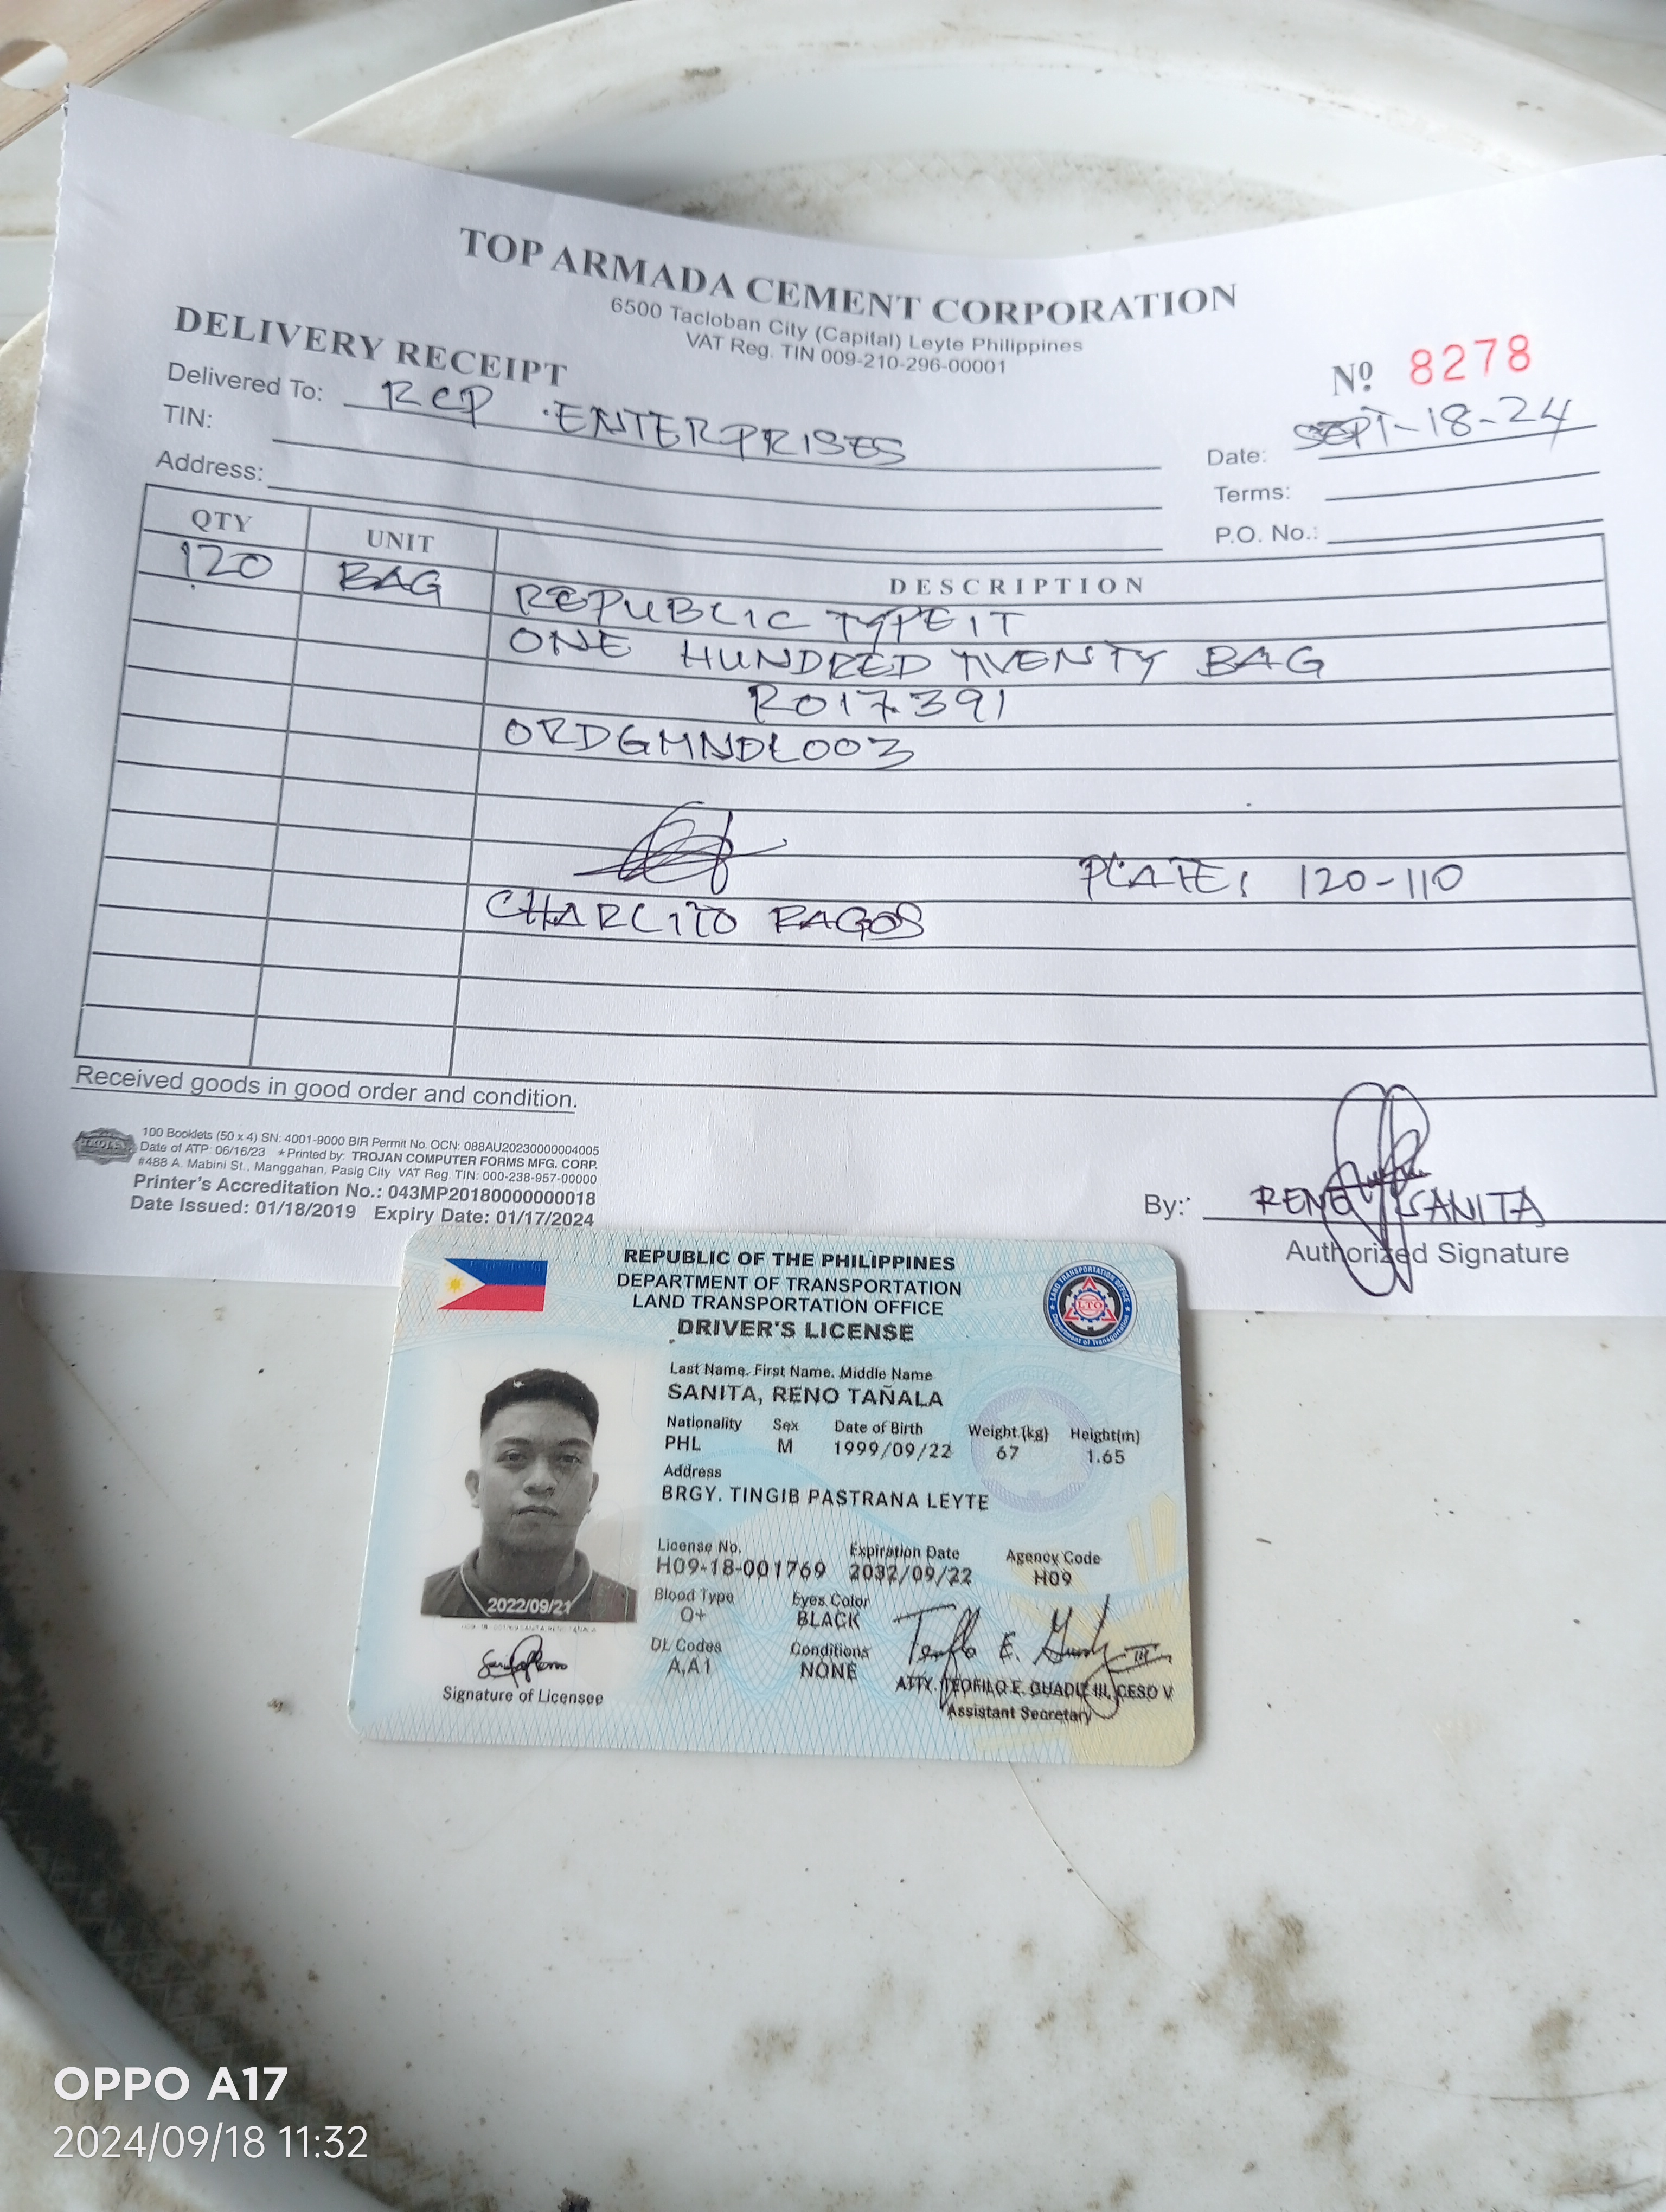 TOP ARMADA CEMENT CORPORATION
6500 Tacloban City (Capital) Leyte Philippines
VAT Reg. TIN 009-210-296-00001
DELIVERY RECEIPT
Nº 8278
Delivered To: RCP ENTERPRISES
Date: SEPT-18-24
TIN:
Terms:
Address:
P.O. No.:
QTY UNIT DESCRIPTION
120 BAG REPUBLIC TYPE 1T
ONE HUNDRED TWENTY BAG
R017391
ORDGMNDL003
PLATE: 120-110
CHARLITO RAGOS
Received goods in good order and condition.
100 Booklets (50 x 4) SN: 4001-9000 BIR Permit No. OCN: 088AU20230000004005
Date of ATP: 06/16/23 *Printed by: TROJAN COMPUTER FORMS MFG. CORP.
#488 A. Mabini St., Manggahan, Pasig City VAT Reg. TIN: 000-238-957-00000
Printer's Accreditation No.: 043MP20180000000018
Date Issued: 01/18/2019 Expiry Date: 01/17/2024
By: RENO SANITA
Authorized Signature
REPUBLIC OF THE PHILIPPINES
DEPARTMENT OF TRANSPORTATION
LAND TRANSPORTATION OFFICE
DRIVER'S LICENSE
LTO
Last Name. First Name. Middle Name
SANITA, RENO TAÑALA
Nationality Sex Date of Birth Weight (kg) Height(m)
PHL M 1999/09/22 67 1.65
Address
BRGY. TINGIB PASTRANA LEYTE
License No. Expiration Date Agency Code
H09-18-001769 2032/09/22 H09
Blood Type Eyes Color
O+ BLACK
DL Codes Conditions
A,A1 NONE
2022/09/21
Signature of Licensee
ATTY. TEOFILO E. GUADIZ III, CESO V
Assistant Secretary
OPPO A17
2024/09/18 11:32